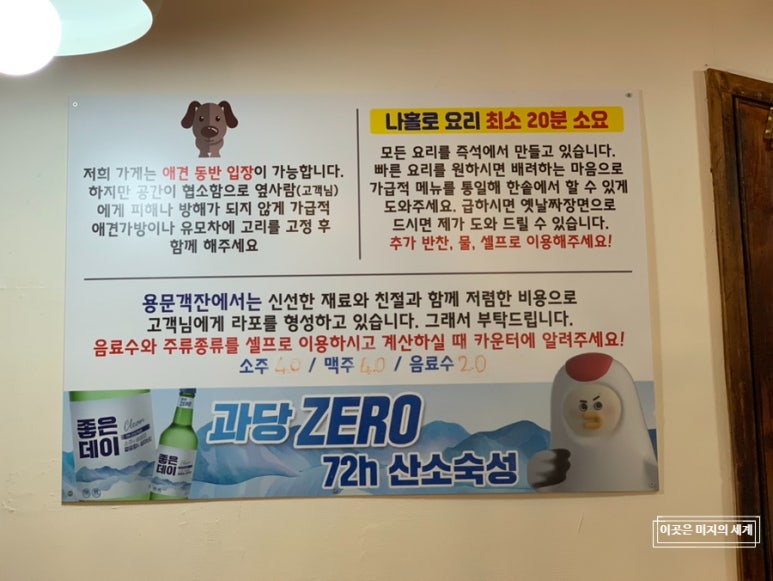 저희 가게는 애견 동반 입장이 가능합니다.
하지만 공간이 협소함으로 옆사람(고객님)
에게 피해나 방해가 되지 않게 가급적
애견가방이나 유모차에 고리를 고정 후
함께 해주세요
나홀로 요리 최소 20분 소요
모든 요리를 즉석에서 만들고 있습니다.
빠른 요리를 원하시면 배려하는 마음으로
가급적 메뉴를 통일해 한솥에서 할 수 있게
도와주세요. 급하시면 옛날짜장면으로
드시면 제가 도와 드릴 수 있습니다.
추가 반찬, 물, 셀프로 이용해주세요!
용문객잔에서는 신선한 재료와 친절과 함께 저렴한 비용으로
고객님에게 라포를 형성하고 있습니다. 그래서 부탁드립니다.
음료수와 주류종류를 셀프로 이용하시고 계산하실 때 카운터에 알려주세요!
소주 4.0 / 맥주 4.0 / 음료수 2.0
좋은
데이
Clean
좋은
데이
과당 ZERO
72h 산소숙성
이곳은 미지의 세계